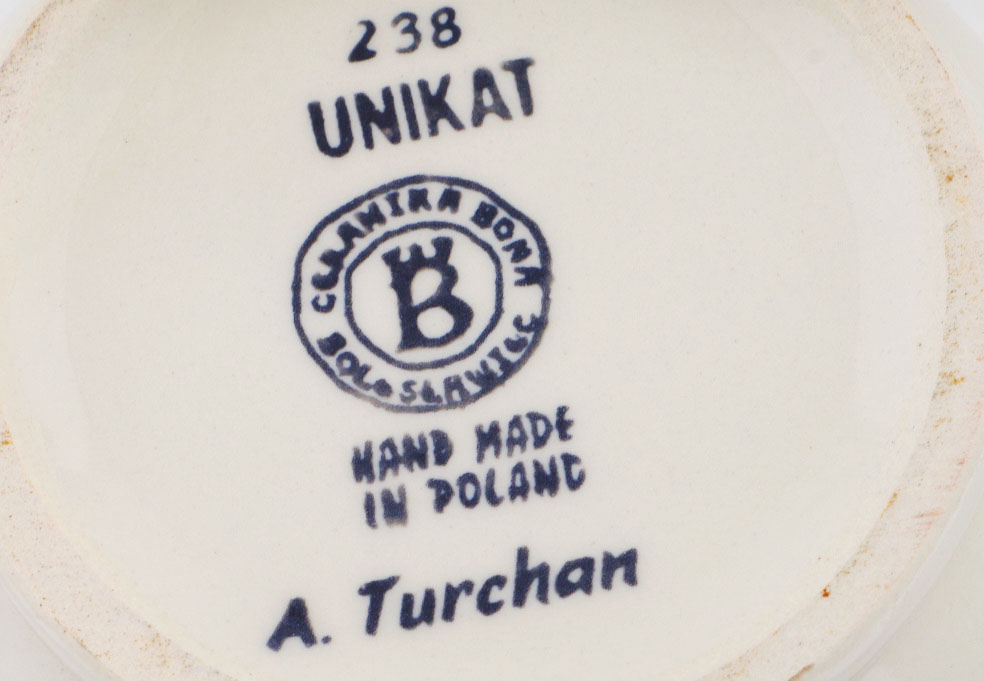 238
UNIKAT
CERAMIKA BONA
B
BOLESŁAWIEC
HAND MADE
IN POLAND
A. Turchan